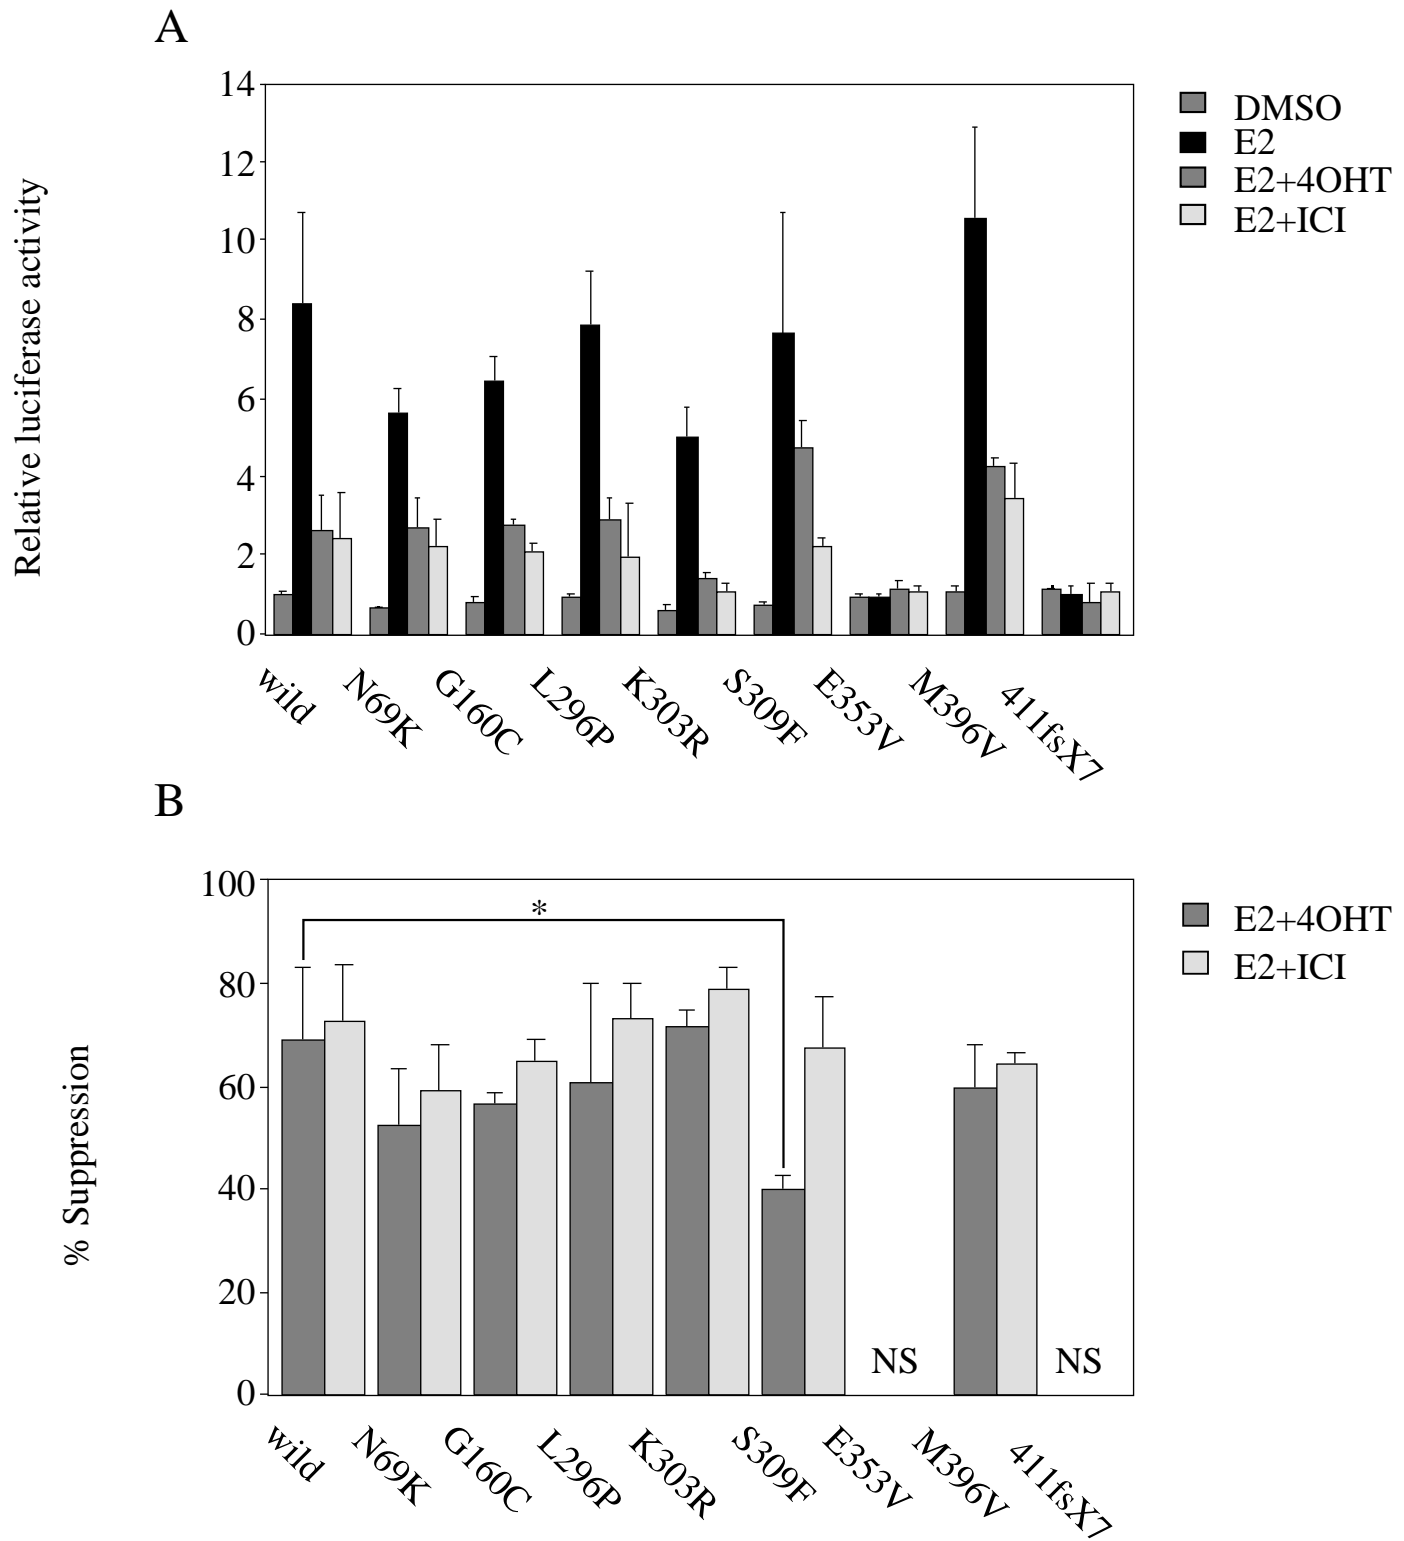 A
Relative luciferase activity
14
12
10
8
6
4
2
0
DMSO
E2
E2+4OHT
E2+ICI
wild
N69K
G160C
L296P
K303R
S309F
E353V
M396V
411fsX7
B
% Suppression
100
80
60
40
20
0
*
NS
NS
E2+4OHT
E2+ICI
wild
N69K
G160C
L296P
K303R
S309F
E353V
M396V
411fsX7